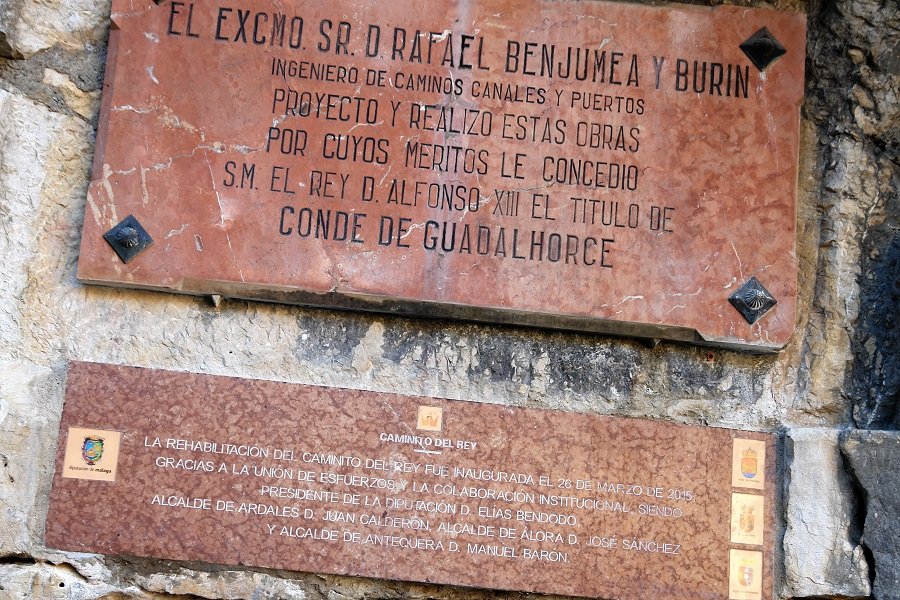 EL EXCMO. SR. D. RAFAEL BENJUMEA Y BURIN
INGENIERO DE CAMINOS CANALES Y PUERTOS
PROYECTO Y REALIZO ESTAS OBRAS
POR CUYOS MERITOS LE CONCEDIO
S.M. EL REY D. ALFONSO XIII EL TITULO DE
CONDE DE GUADALHORCE
CAMINITO DEL REY
diputación de málaga
LA REHABILITACIÓN DEL CAMINITO DEL REY FUE INAUGURADA EL 26 DE MARZO DE 2015,
GRACIAS A LA UNIÓN DE ESFUERZOS Y LA COLABORACIÓN INSTITUCIONAL, SIENDO
PRESIDENTE DE LA DIPUTACIÓN D. ELÍAS BENDODO,
ALCALDE DE ARDALES D. JUAN CALDERÓN, ALCALDE DE ÁLORA D. JOSÉ SÁNCHEZ
Y ALCALDE DE ANTEQUERA D. MANUEL BARÓN.